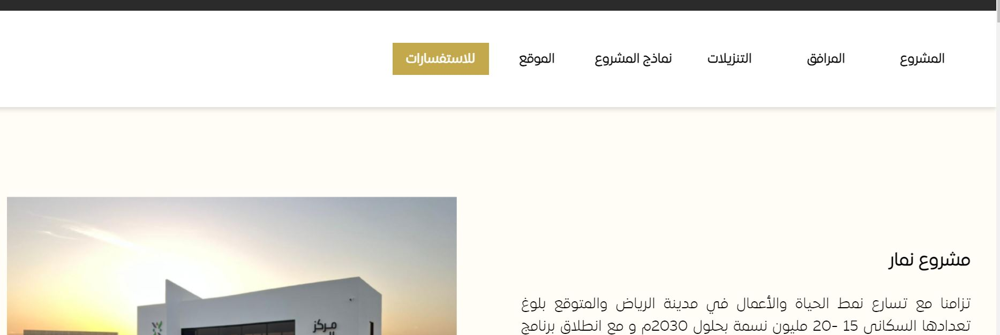 المشروع
المرافق
التنزيلات
نماذج المشروع
الموقع
للاستفسارات
مشروع نمار
تزامنا مع تسارع نمط الحياة والأعمال في مدينة الرياض والمتوقع بلوغ
تعدادها السكاني 15 -20 مليون نسمة بحلول 2030م و مع انطلاق برنامج
مركز